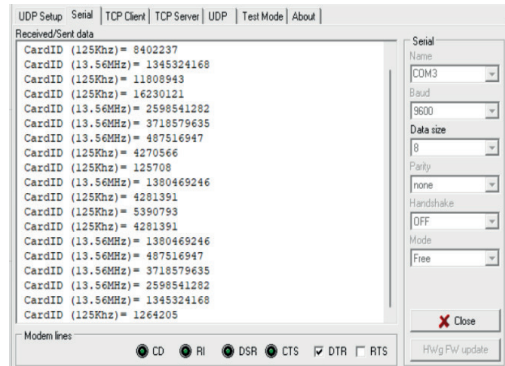 UDP Setup Serial TCP Client TCP Server UDP Test Mode About
Received/Sent data
CardID (125Khz)= 8402237
CardID (13.56MHz)= 1345324168
CardID (125Khz)= 11808943
CardID (125Khz)= 16230121
CardID (13.56MHz)= 2598541282
CardID (13.56MHz)= 3718579635
CardID (13.56MHz)= 487516947
CardID (125Khz)= 4270566
CardID (125Khz)= 125708
CardID (13.56MHz)= 1380469246
CardID (125Khz)= 4281391
CardID (125Khz)= 5390793
CardID (125Khz)= 4281391
CardID (13.56MHz)= 1380469246
CardID (13.56MHz)= 487516947
CardID (13.56MHz)= 3718579635
CardID (13.56MHz)= 2598541282
CardID (13.56MHz)= 1345324168
CardID (125Khz)= 1264205
Serial
Name
COM3
Baud
9600
Data size
8
Parity
none
Handshake
OFF
Mode
Free
Close
HWg FW update
Modem lines
CD RI DSR CTS DTR RTS